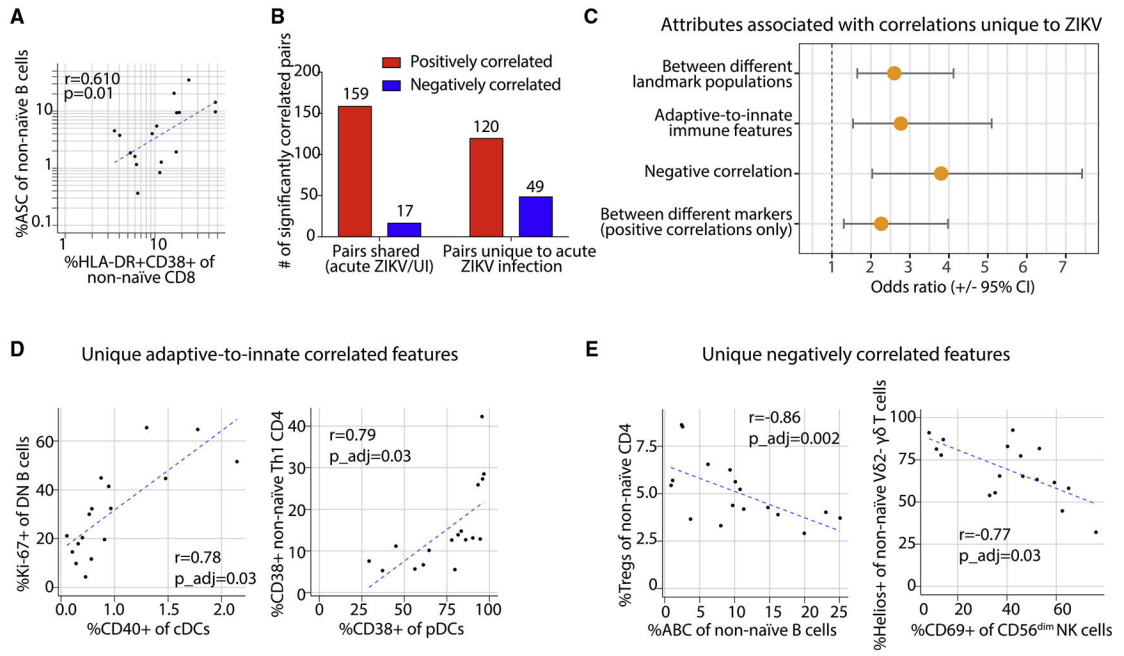 A
%ASC of non-naïve B cells
r=0.610
p=0.01
10
1
0.1
1
10
%HLA-DR+CD38+ of
non-naïve CD8
B
# of significantly correlated pairs
Positively correlated
Negatively correlated
200
150
100
50
0
159
17
120
49
Pairs shared
(acute ZIKV/UI)
Pairs unique to acute
ZIKV infection
C
Attributes associated with correlations unique to ZIKV
Between different
landmark populations
Adaptive-to-innate
immune features
Negative correlation
Between different markers
(positive correlations only)
1 2 3 4 5 6 7
Odds ratio (+/- 95% CI)
D
Unique adaptive-to-innate correlated features
%Ki-67+ of DN B cells
60
40
20
0
r=0.78
p_adj=0.03
0.0 1.0 1.5 2.0
%CD40+ of cDCs
%CD38+ non-naïve Th1 CD4
40
30
20
10
0
r=0.79
p_adj=0.03
0 25 50 75 100
%CD38+ of pDCs
E
Unique negatively correlated features
%Tregs of non-naïve CD4
7.5
5.0
2.5
0
r=-0.86
p_adj=0.002
0 5 10 15 20 25
%ABC of non-naïve B cells
%Helios+ of non-naïve Vδ2- γδ T cells
100
75
50
25
0
r=-0.77
p_adj=0.03
0 20 40 60
%CD69+ of CD56dim NK cells